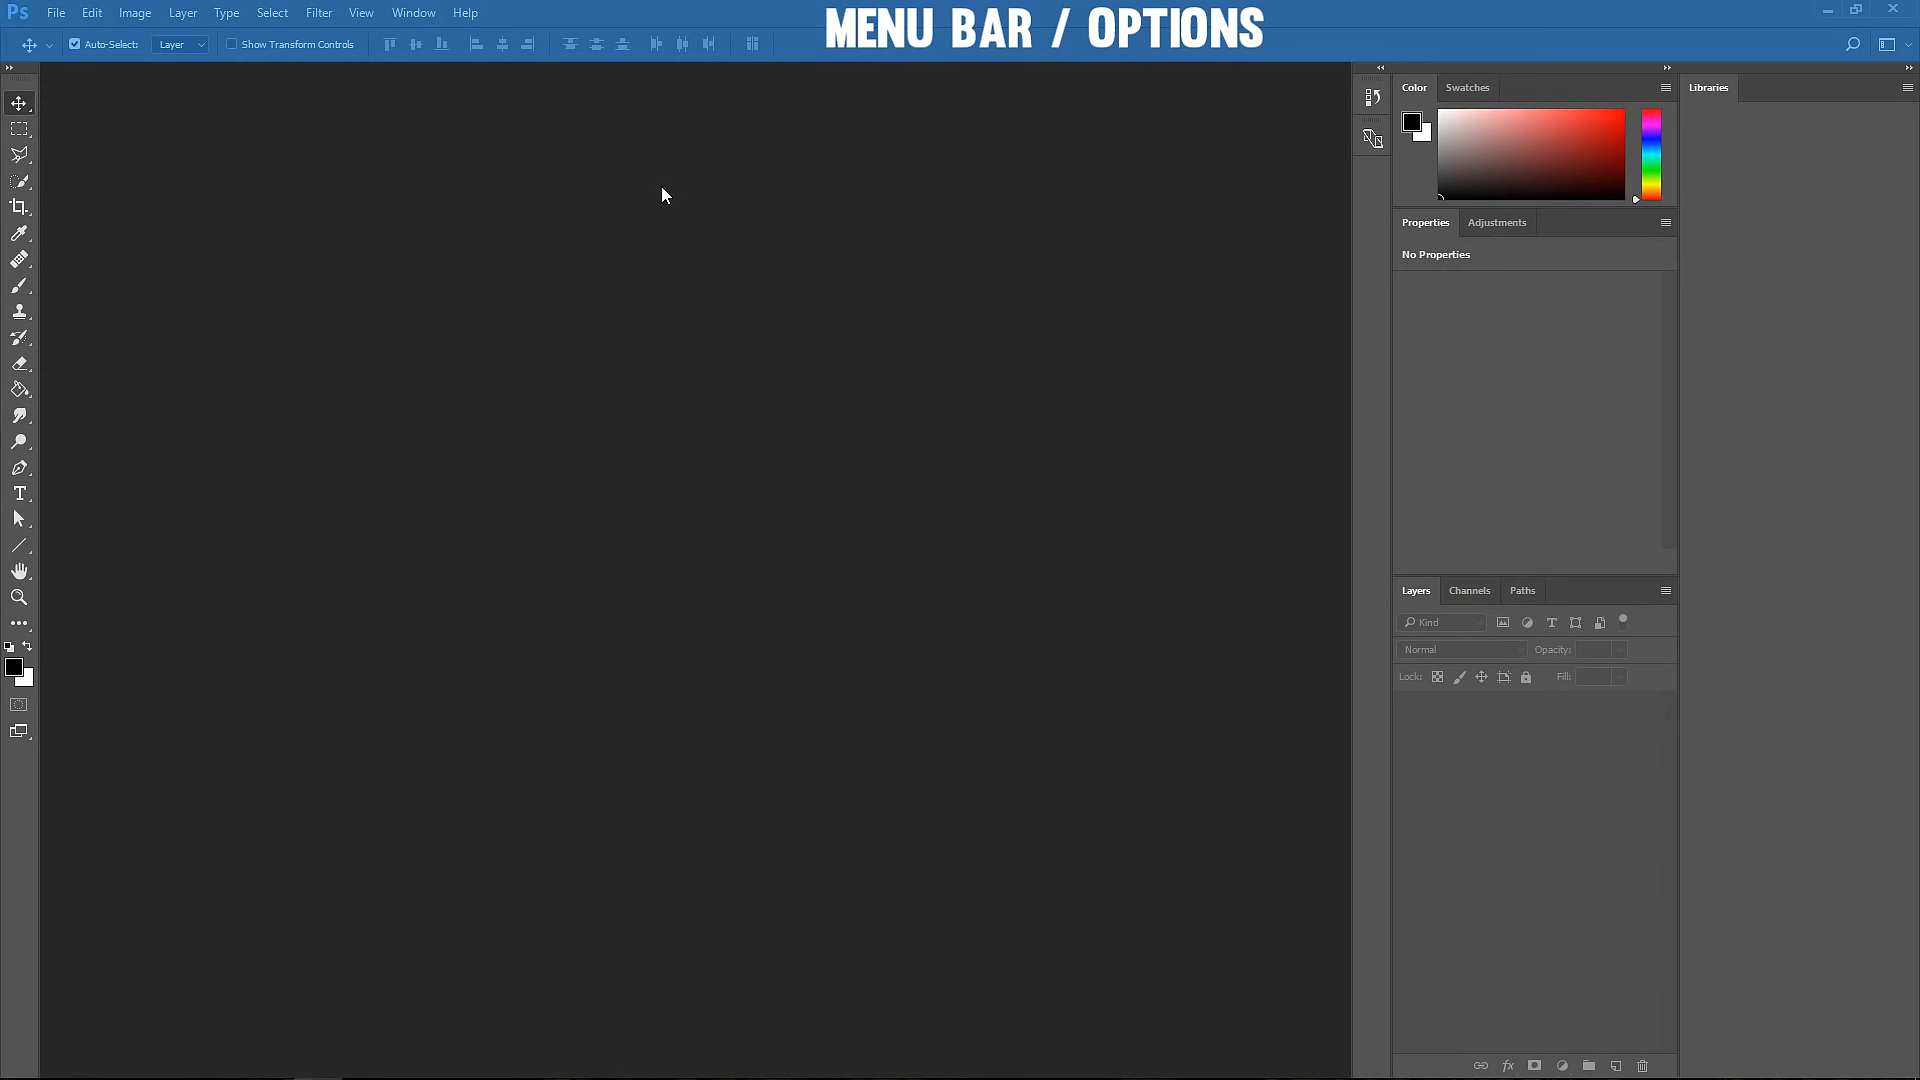 Ps File Edit Image Layer Type Select Filter View Window Help
MENU BAR / OPTIONS
Auto-Select: Layer Show Transform Controls
Color Swatches
Libraries
Properties Adjustments
No Properties
Layers Channels Paths
Kind
Normal Opacity:
Lock: Fill:
fx